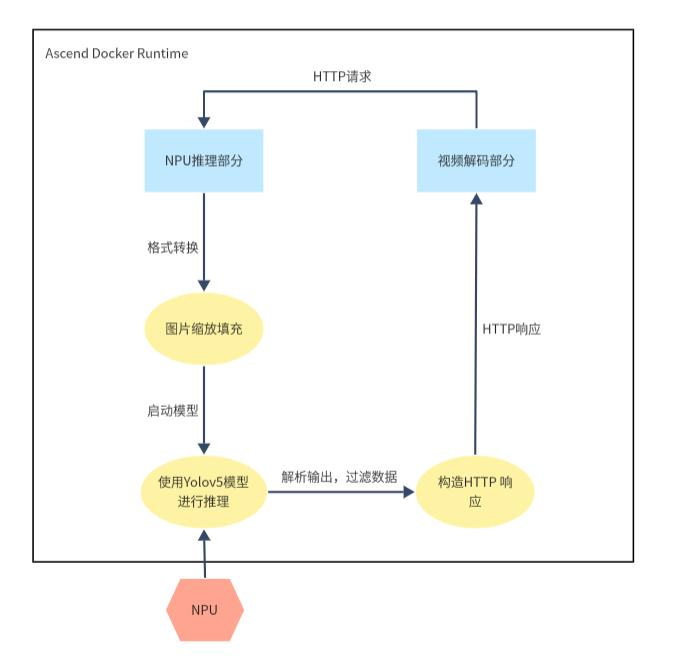 Ascend Docker Runtime
HTTP请求
NPU推理部分
视频解码部分
格式转换
图片缩放填充
HTTP响应
启动模型
使用Yolov5模型
进行推理
解析输出，过滤数据
构造HTTP 响
应
NPU